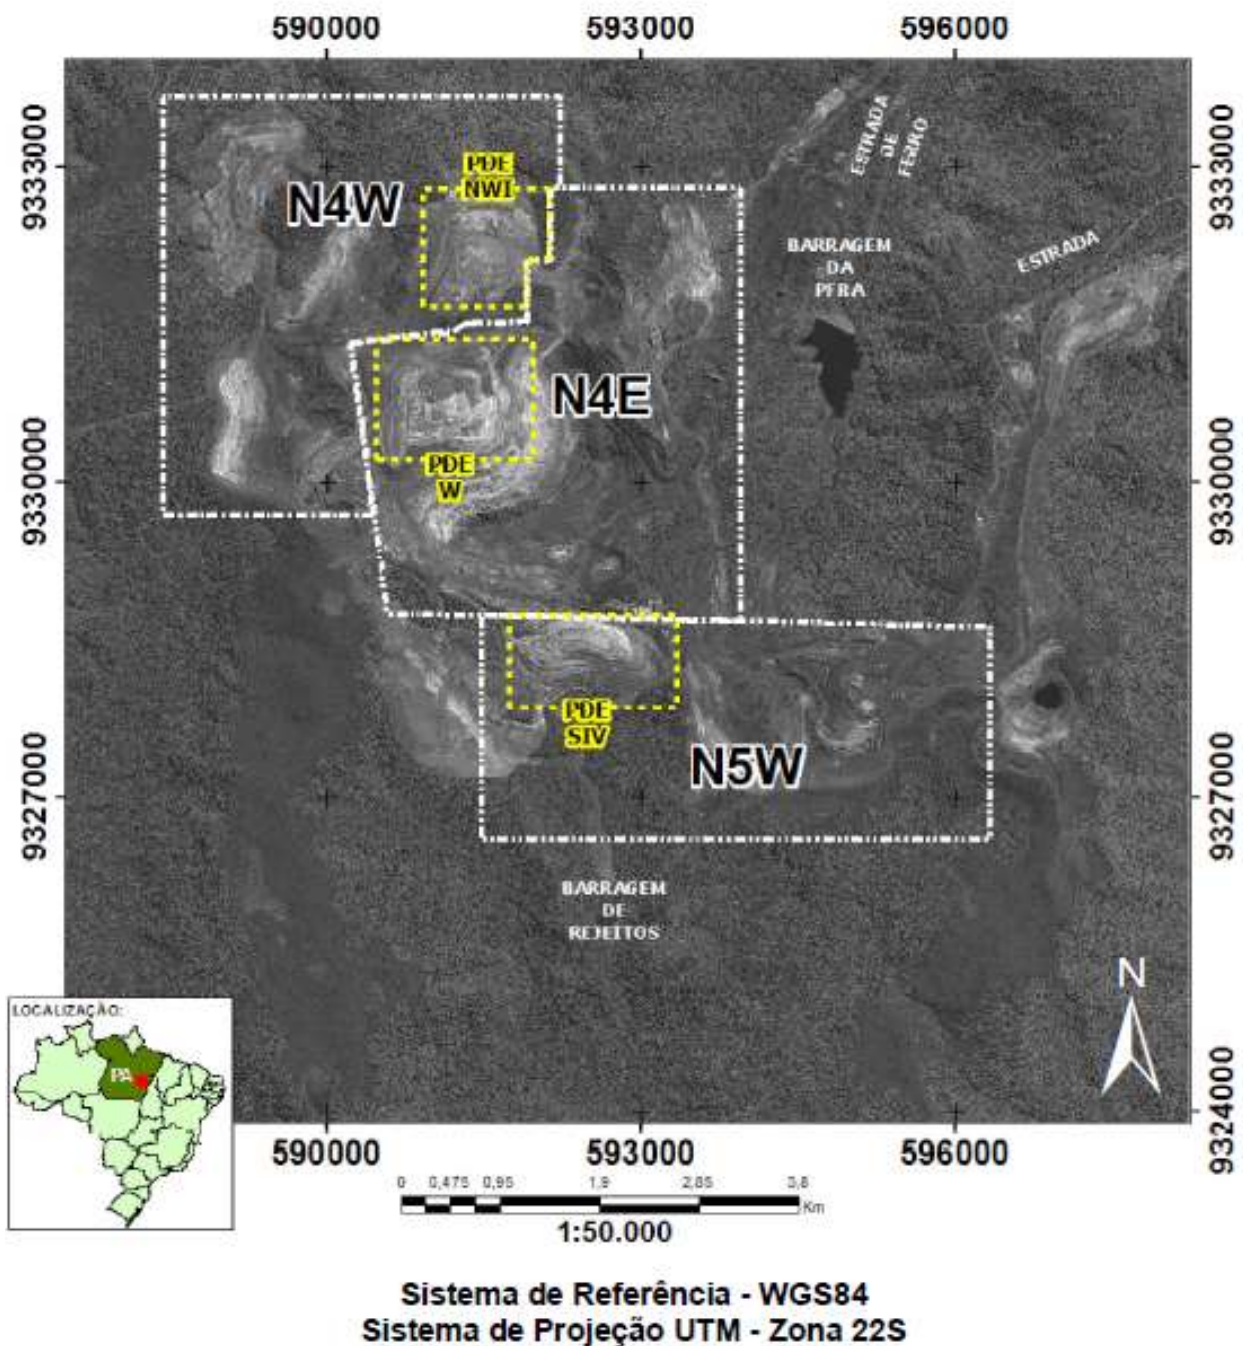 590000 593000 596000
9333000
9333000
ESTRADA
DE
FERRO
PDE
NWI
N4W
BARRAGEM
DA
PERA
ESTRADA
N4E
PDE
W
9330000
9330000
PDE
SIV
N5W
9327000
9327000
BARRAGEM
DE
REJEITOS
N
LOCALIZAÇÃO:
PA
9324000
590000 593000 596000
0 0,475 0,95 1,9 2,85 3,8
Km
1:50.000
Sistema de Referência - WGS84
Sistema de Projeção UTM - Zona 22S